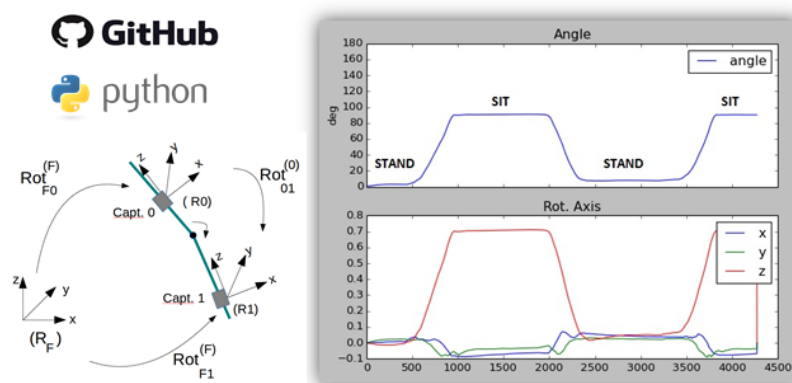 GitHub
python
Rot F0 (F)
z
y
x
Capt. 0
( R0)
Rot 01 (0)
z
y
x
Capt. 1
(R1)
z
y
x
(R F)
Rot F1 (F)
Angle
deg
180
160
140
120
100
80
60
40
20
0
angle
STAND
SIT
STAND
SIT
Rot. Axis
0.8
0.7
0.6
0.5
0.4
0.3
0.2
0.1
0.0
−0.1
x
y
z
0 500 1000 1500 2000 2500 3000 3500 4000 4500